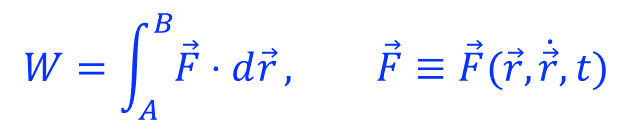 W = ∫_A^B F⃗ · dr⃗ ,  F⃗ ≡ F⃗(r⃗, ṙ⃗, t)